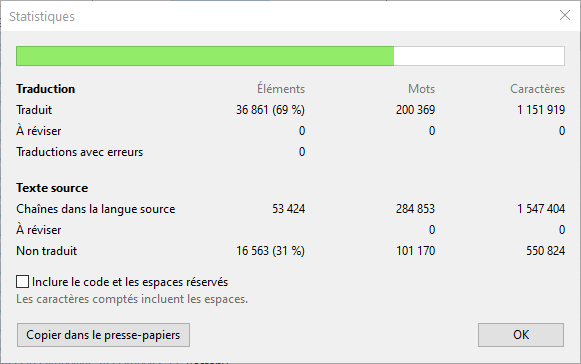 Statistiques
Traduction Éléments Mots Caractères
Traduit 36 861 (69 %) 200 369 1 151 919
À réviser 0 0 0
Traductions avec erreurs 0
Texte source
Chaînes dans la langue source 53 424 284 853 1 547 404
À réviser 0 0
Non traduit 16 563 (31 %) 101 170 550 824
Inclure le code et les espaces réservés
Les caractères comptés incluent les espaces.
Copier dans le presse-papiers OK